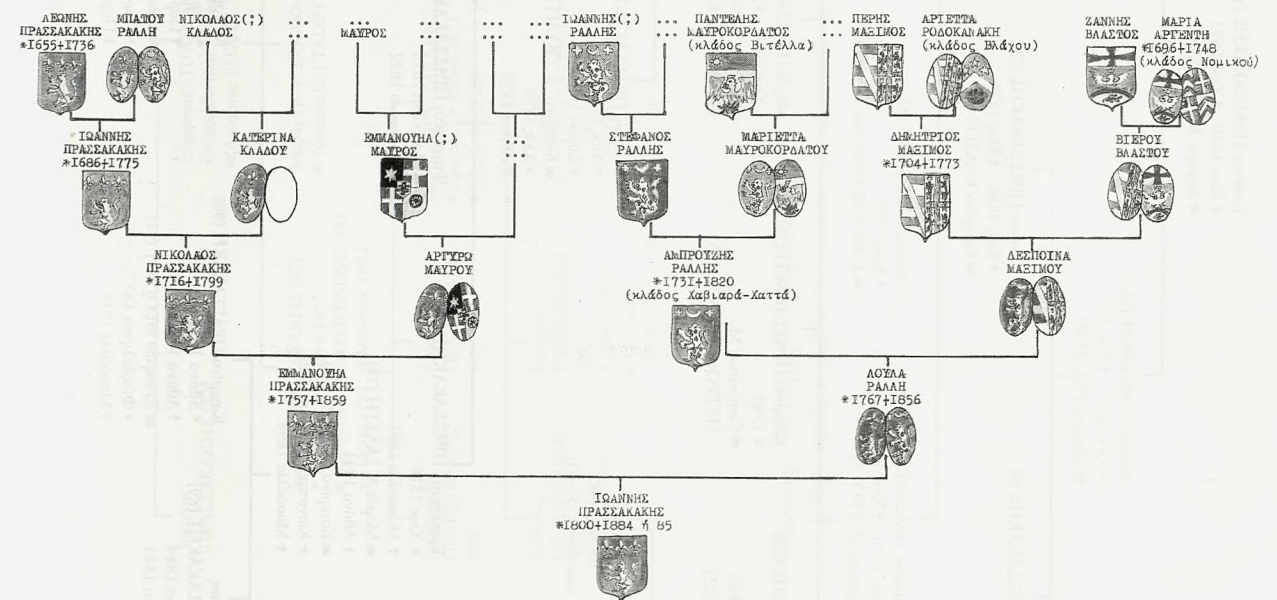 ΛΕΩΝΗΣ
ΠΡΑΣΣΑΚΑΚΗΣ
*1655+1736
ΜΠΑΤΟΥ
ΡΑΛΛΗ
ΝΙΚΟΛΑΟΣ(;)
ΚΛΑΔΟΣ
...
...
...
...
ΜΑΥΡΟΣ
...
...
...
...
...
...
ΙΩΑΝΝΗΣ(;)
ΡΑΛΛΗΣ
...
...
ΠΑΝΤΕΛΗΣ
ΜΑΥΡΟΚΟΡΔΑΤΟΣ
(κλάδος Βιτέλλα)
...
...
ΠΕΡΗΣ
ΜΑΞΙΜΟΣ
ΑΡΙΕΤΤΑ
ΡΟΔΟΚΑΝΑΚΗ
(κλάδος Βλάχου)
ΖΑΝΝΗΣ
ΒΛΑΣΤΟΣ
ΜΑΡΙΑ
ΑΡΓΕΝΤΗ
*1696+1748
(κλάδος Νομικού)
ΙΩΑΝΝΗΣ
ΠΡΑΣΣΑΚΑΚΗΣ
*1686+1775
ΚΑΤΕΡΙΝΑ
ΚΛΑΔΟΥ
ΕΜΜΑΝΟΥΗΛ(;)
ΜΑΥΡΟΣ
...
...
ΣΤΕΦΑΝΟΣ
ΡΑΛΛΗΣ
ΜΑΡΙΕΤΤΑ
ΜΑΥΡΟΚΟΡΔΑΤΟΥ
ΔΗΜΗΤΡΙΟΣ
ΜΑΞΙΜΟΣ
*1704+1773
ΒΙΕΡΟΥ
ΒΛΑΣΤΟΥ
ΝΙΚΟΛΑΟΣ
ΠΡΑΣΣΑΚΑΚΗΣ
*1716+1799
ΑΡΓΥΡΩ
ΜΑΥΡΟΥ
ΑΜΠΡΟΥΖΗΣ
ΡΑΛΛΗΣ
*1731+1820
(κλάδος Χαβιαρά-Χαττά)
ΔΕΣΠΟΙΝΑ
ΜΑΞΙΜΟΥ
ΕΜΜΑΝΟΥΗΛ
ΠΡΑΣΣΑΚΑΚΗΣ
*1757+1859
ΛΟΥΛΑ
ΡΑΛΛΗ
*1767+1856
ΙΩΑΝΝΗΣ
ΠΡΑΣΣΑΚΑΚΗΣ
*1800+1884 ή 85